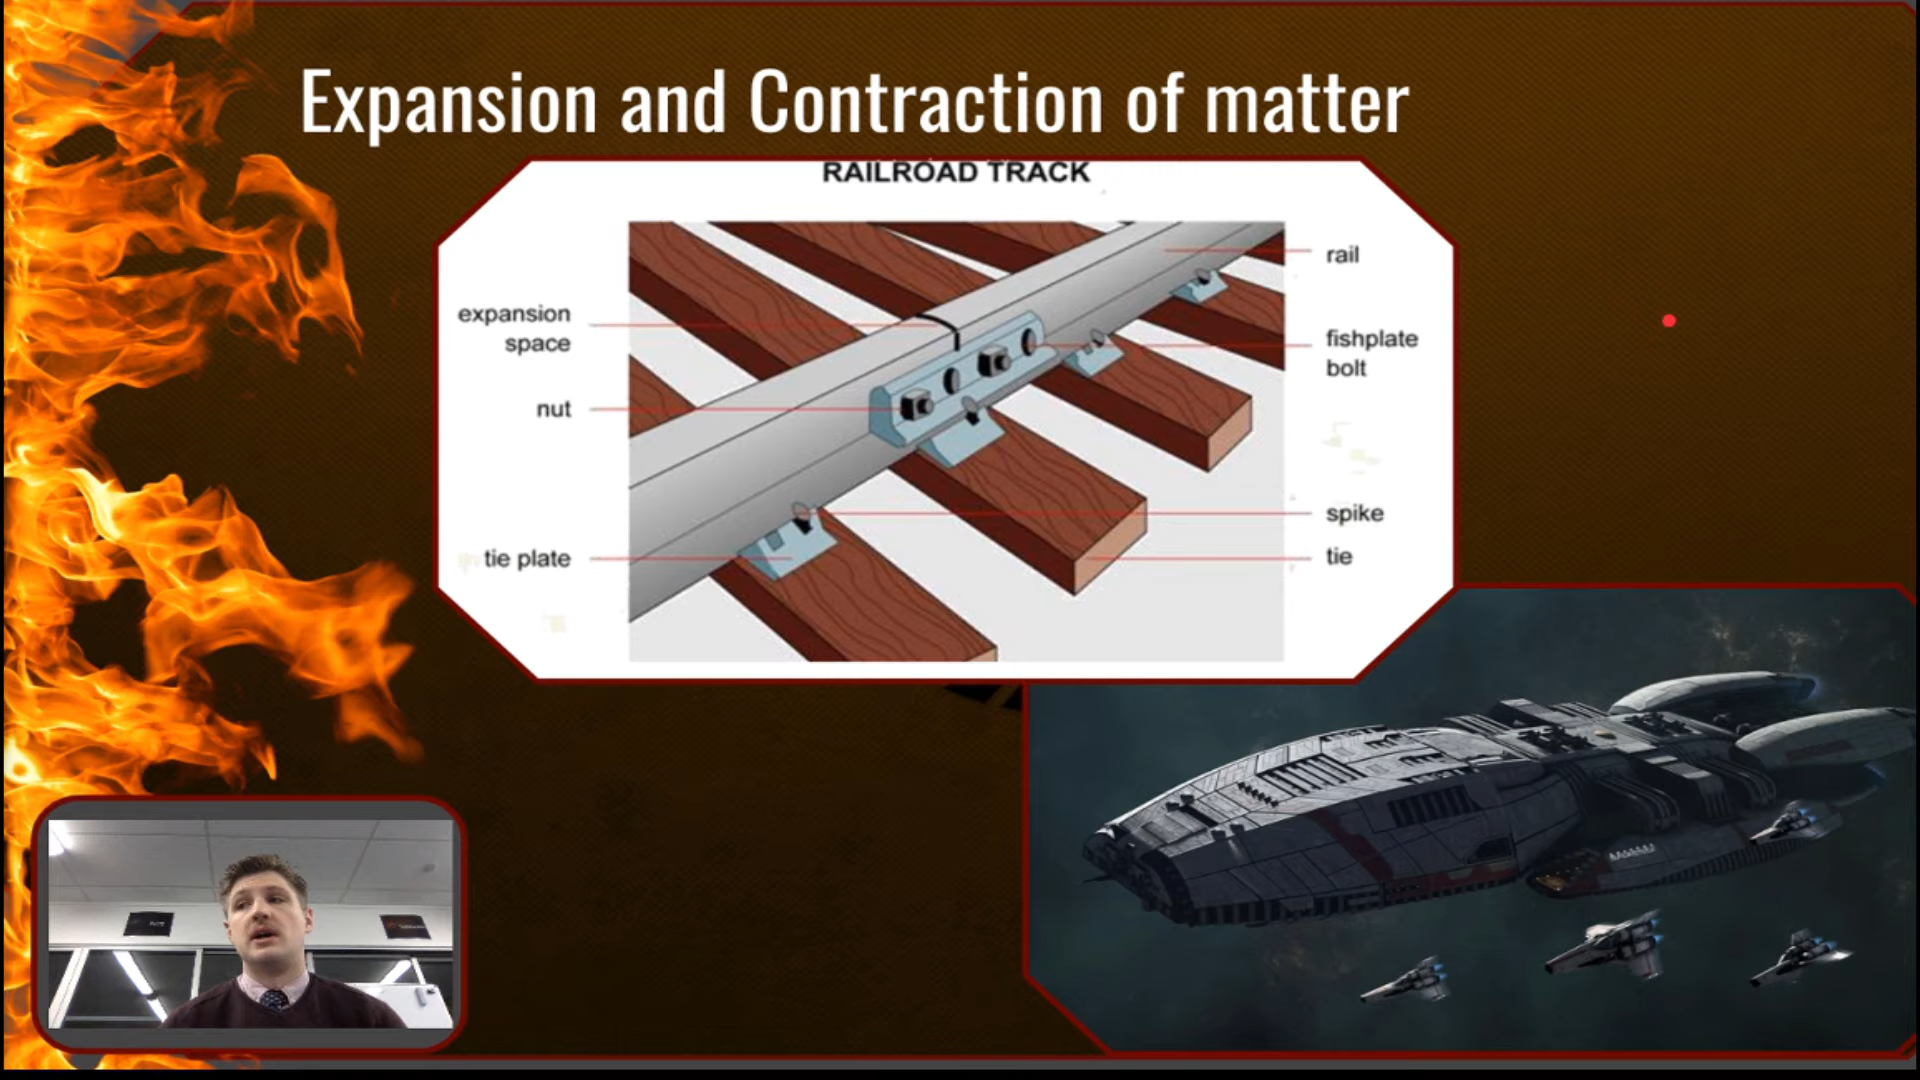 Expansion and Contraction of matter
RAILROAD TRACK
rail
expansion
space
fishplate
bolt
nut
spike
tie plate
tie